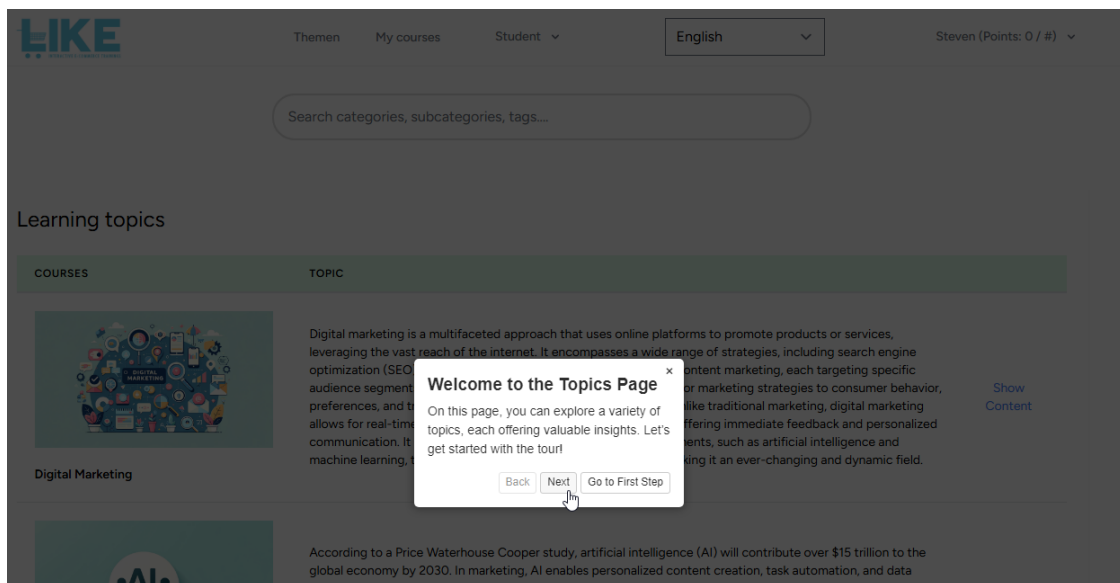 LIKE
Themen
My courses
Student
English
Steven (Points: 0 / #)
Search categories, subcategories, tags....
Learning topics
COURSES
TOPIC
DIGITAL
MARKETING
Digital Marketing
Digital marketing is a multifaceted approach that uses online platforms to promote products or services,
leveraging the vast reach of the internet. It encompasses a wide range of strategies, including search engine
optimization (SEO ontent marketing, each targeting specific
audience segment or marketing strategies to consumer behavior,
preferences, and tr nlike traditional marketing, digital marketing
allows for real-time ffering immediate feedback and personalized
communication. It ents, such as artificial intelligence and
machine learning, t king it an ever-changing and dynamic field.
Show
Content
×
Welcome to the Topics Page
On this page, you can explore a variety of
topics, each offering valuable insights. Let's
get started with the tour!
Back
Next
Go to First Step
AI
According to a Price Waterhouse Cooper study, artificial intelligence (AI) will contribute over $15 trillion to the
global economy by 2030. In marketing, AI enables personalized content creation, task automation, and data